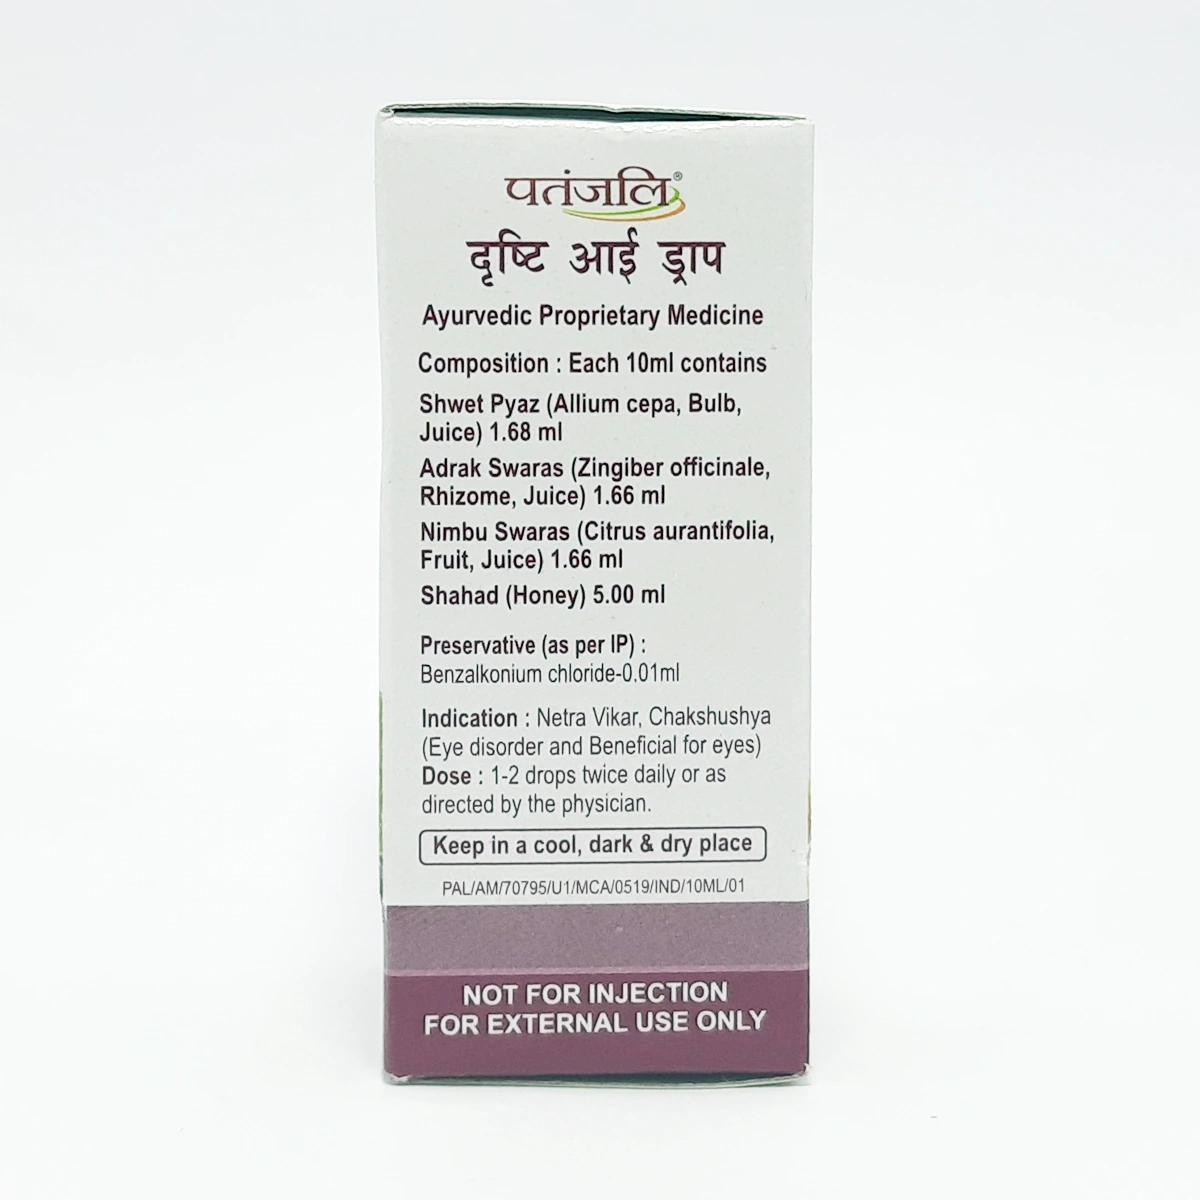 पतंजलि®
दृष्टि आई ड्राप
Ayurvedic Proprietary Medicine
Composition : Each 10ml contains
Shwet Pyaz (Allium cepa, Bulb,
Juice) 1.68 ml
Adrak Swaras (Zingiber officinale,
Rhizome, Juice) 1.66 ml
Nimbu Swaras (Citrus aurantifolia,
Fruit, Juice) 1.66 ml
Shahad (Honey) 5.00 ml
Preservative (as per IP) :
Benzalkonium chloride-0.01ml
Indication : Netra Vikar, Chakshushya
(Eye disorder and Beneficial for eyes)
Dose : 1-2 drops twice daily or as
directed by the physician.
Keep in a cool, dark & dry place
PAL/AM/70795/U1/MCA/0519/IND/10ML/01
NOT FOR INJECTION
FOR EXTERNAL USE ONLY